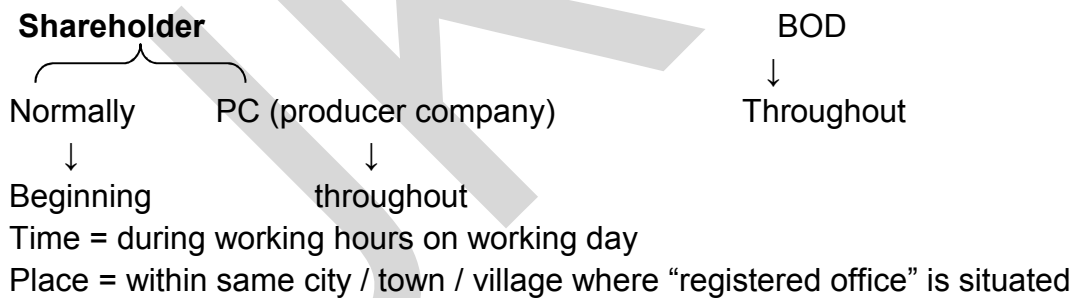 Shareholder BOD
↓
Normally PC (producer company) Throughout
↓ ↓
Beginning throughout
Time = during working hours on working day
Place = within same city / town / village where “registered office” is situated